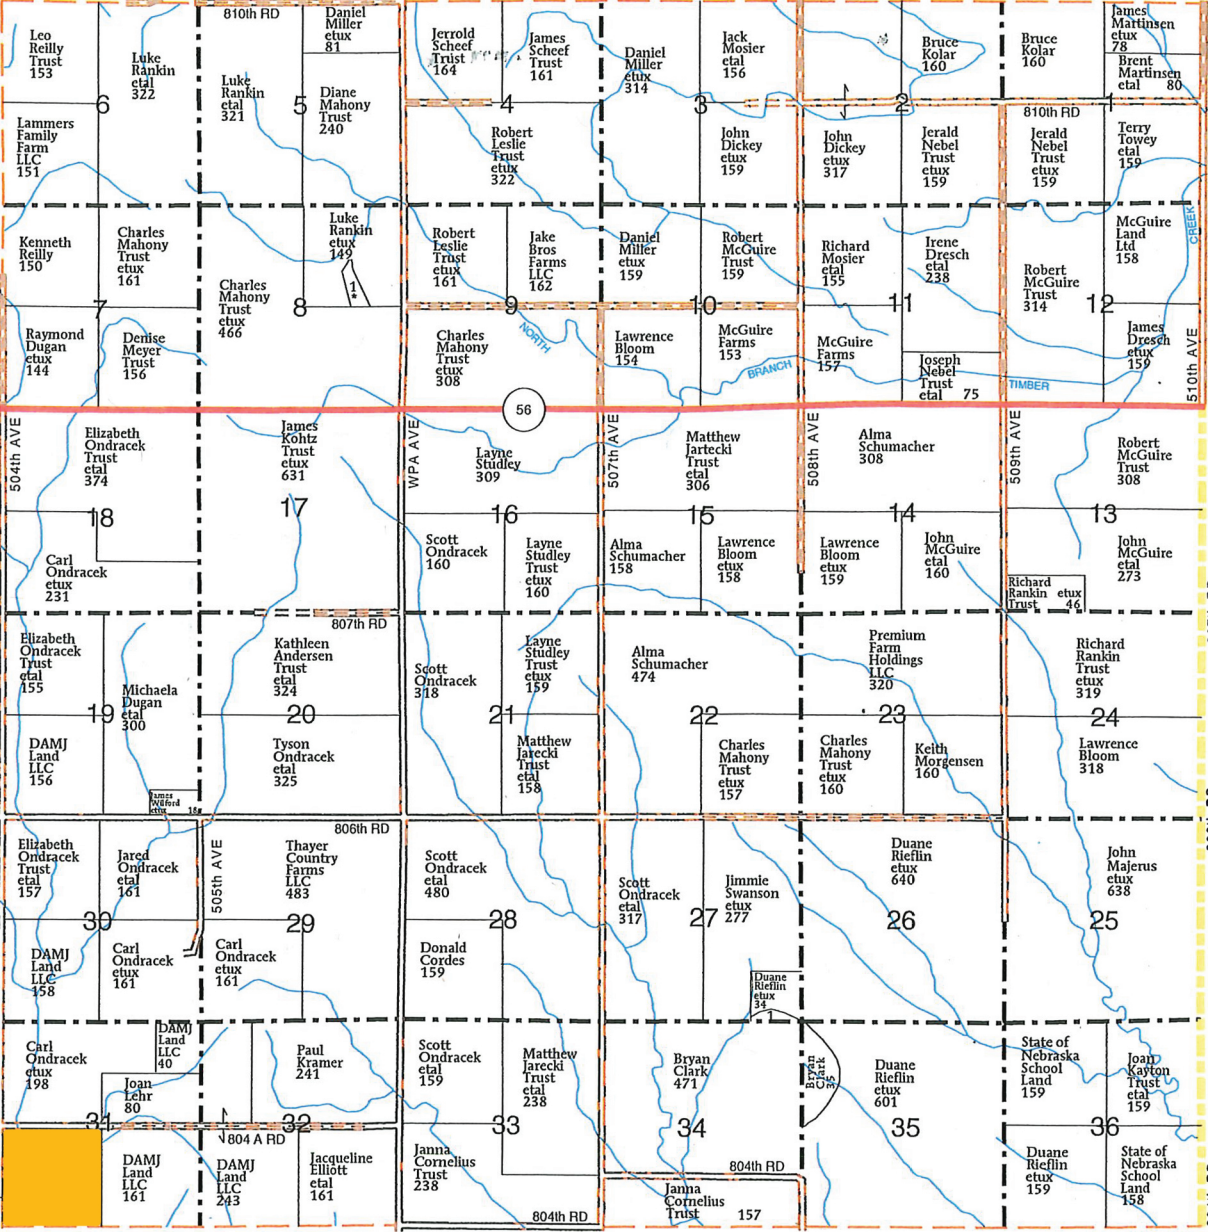 810th RD
Leo
Reilly
Trust
153
Luke
Rankin
etal
322
Luke
Rankin
etal
321
Daniel
Miller
etux
81
Diane
Mahony
Trust
240
Jerrold
Scheef
Trust
164
James
Scheef
Trust
161
Daniel
Miller
etux
314
Jack
Mosier
etal
156
Bruce
Kolar
160
Bruce
Kolar
160
James
Martinsen
etux
78
Brent
Martinsen
etal 80
6
5
4
3
2
1
810th RD
Lammers
Family
Farm
LLC
151
Robert
Leslie
Trust
etux
322
John
Dickey
etux
159
John
Dickey
etux
317
Jerald
Nebel
Trust
etux
159
Jerald
Nebel
Trust
etux
159
Terry
Towey
etal
159
Kenneth
Reilly
150
Charles
Mahony
Trust
etux
161
Charles
Mahony
Trust
etux
466
Luke
Rankin
etux
149
1
*
Robert
Leslie
Trust
etux
161
Jake
Bros
Farms
LLC
162
Daniel
Miller
etux
159
Robert
McGuire
Trust
159
Richard
Mosier
etal
155
Irene
Dresch
etal
238
Robert
McGuire
Trust
314
McGuire
Land
Ltd
158
CREEK
7
8
9
10
11
12
Raymond
Dugan
etux
144
Denise
Meyer
Trust
156
Charles
Mahony
Trust
etux
308
NORTH
Lawrence
Bloom
154
McGuire
Farms
153
BRANCH
McGuire
Farms
157
Joseph
Nebel
Trust
etal 75
TIMBER
James
Dresch
etux
159
510th AVE
56
504th AVE
WPA AVE
507th AVE
508th AVE
509th AVE
Elizabeth
Ondracek
Trust
etal
374
James
Kohtz
Trust
etux
631
Layne
Studley
309
Matthew
Jartecki
Trust
etal
306
Alma
Schumacher
308
Robert
McGuire
Trust
308
18
17
16
15
14
13
Carl
Ondracek
etux
231
Scott
Ondracek
160
Layne
Studley
Trust
etux
160
Alma
Schumacher
158
Lawrence
Bloom
etux
158
Lawrence
Bloom
etux
159
John
McGuire
etal
160
Richard
Rankin etux
Trust 46
John
McGuire
etal
273
807th RD
Elizabeth
Ondracek
Trust
etal
155
Michaela
Dugan
etal
300
Kathleen
Andersen
Trust
etal
324
Scott
Ondracek
318
Layne
Studley
Trust
etux
159
Alma
Schumacher
474
Premium
Farm
Holdings
LLC
320
Richard
Rankin
Trust
etux
319
19
20
21
22
23
24
DAMJ
Land
LLC
156
James
Wilford
etux 18
Tyson
Ondracek
etal
325
Matthew
Jarecki
Trust
etal
158
Charles
Mahony
Trust
etux
157
Charles
Mahony
Trust
etux
160
Keith
Morgensen
160
Lawrence
Bloom
318
806th RD
505th AVE
Elizabeth
Ondracek
Trust
etal
157
Jared
Ondracek
etal
161
Thayer
Country
Farms
LLC
483
Scott
Ondracek
etal
480
Scott
Ondracek
etal
317
Jimmie
Swanson
etux
277
Duane
Rieflin
etux
640
John
Majerus
etux
638
30
29
28
27
26
25
DAMJ
Land
LLC
158
Carl
Ondracek
etux
161
Carl
Ondracek
etux
161
Donald
Cordes
159
Duane
Rieflin
etux
34
1
Carl
Ondracek
etux
198
DAMJ
Land
LLC
40
Joan
Lehr
80
Paul
Kramer
241
Scott
Ondracek
etal
159
Matthew
Jarecki
Trust
etal
238
Bryan
Clark
471
Bryan
Clark
35
Duane
Rieflin
etux
601
State of
Nebraska
School
Land
159
Joan
Kayton
Trust
etal
159
31
32
33
34
35
36
804 A RD
DAMJ
Land
LLC
161
DAMJ
Land
LLC
243
Jacqueline
Elliott
etal
161
Janna
Cornelius
Trust
238
804th RD
804th RD
Janna
Cornelius
Trust 157
Duane
Rieflin
etux
159
State of
Nebraska
School
Land
158